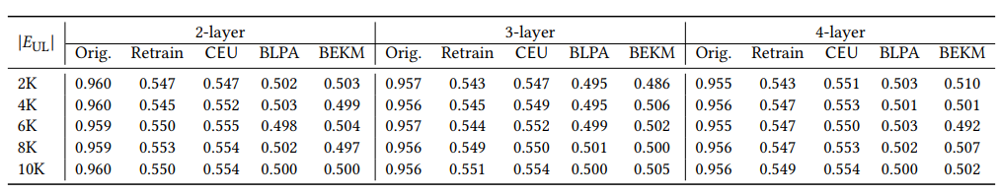 |E_UL| 2-layer 3-layer 4-layer
Orig. Retrain CEU BLPA BEKM Orig. Retrain CEU BLPA BEKM Orig. Retrain CEU BLPA BEKM
2K 0.960 0.547 0.547 0.502 0.503 0.957 0.543 0.547 0.495 0.486 0.955 0.543 0.551 0.503 0.510
4K 0.960 0.545 0.552 0.503 0.499 0.956 0.545 0.549 0.495 0.506 0.956 0.547 0.553 0.501 0.501
6K 0.959 0.550 0.555 0.498 0.504 0.957 0.544 0.552 0.499 0.502 0.955 0.547 0.550 0.503 0.492
8K 0.959 0.553 0.554 0.502 0.497 0.956 0.549 0.550 0.501 0.500 0.956 0.547 0.553 0.502 0.507
10K 0.960 0.550 0.554 0.500 0.500 0.956 0.551 0.554 0.500 0.505 0.956 0.549 0.554 0.500 0.502